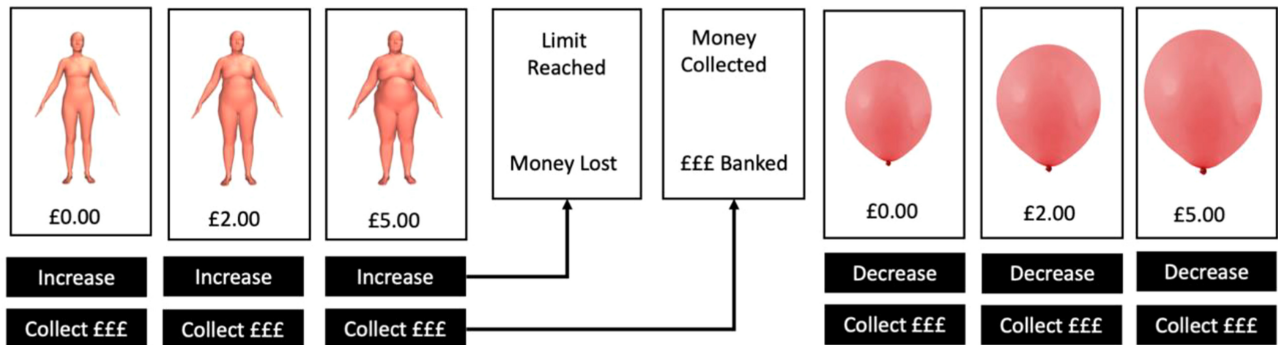 £0.00
Increase
Collect £££
£2.00
Increase
Collect £££
£5.00
Increase
Collect £££
Limit
Reached
Money Lost
Money
Collected
£££ Banked
£0.00
Decrease
Collect £££
£2.00
Decrease
Collect £££
£5.00
Decrease
Collect £££